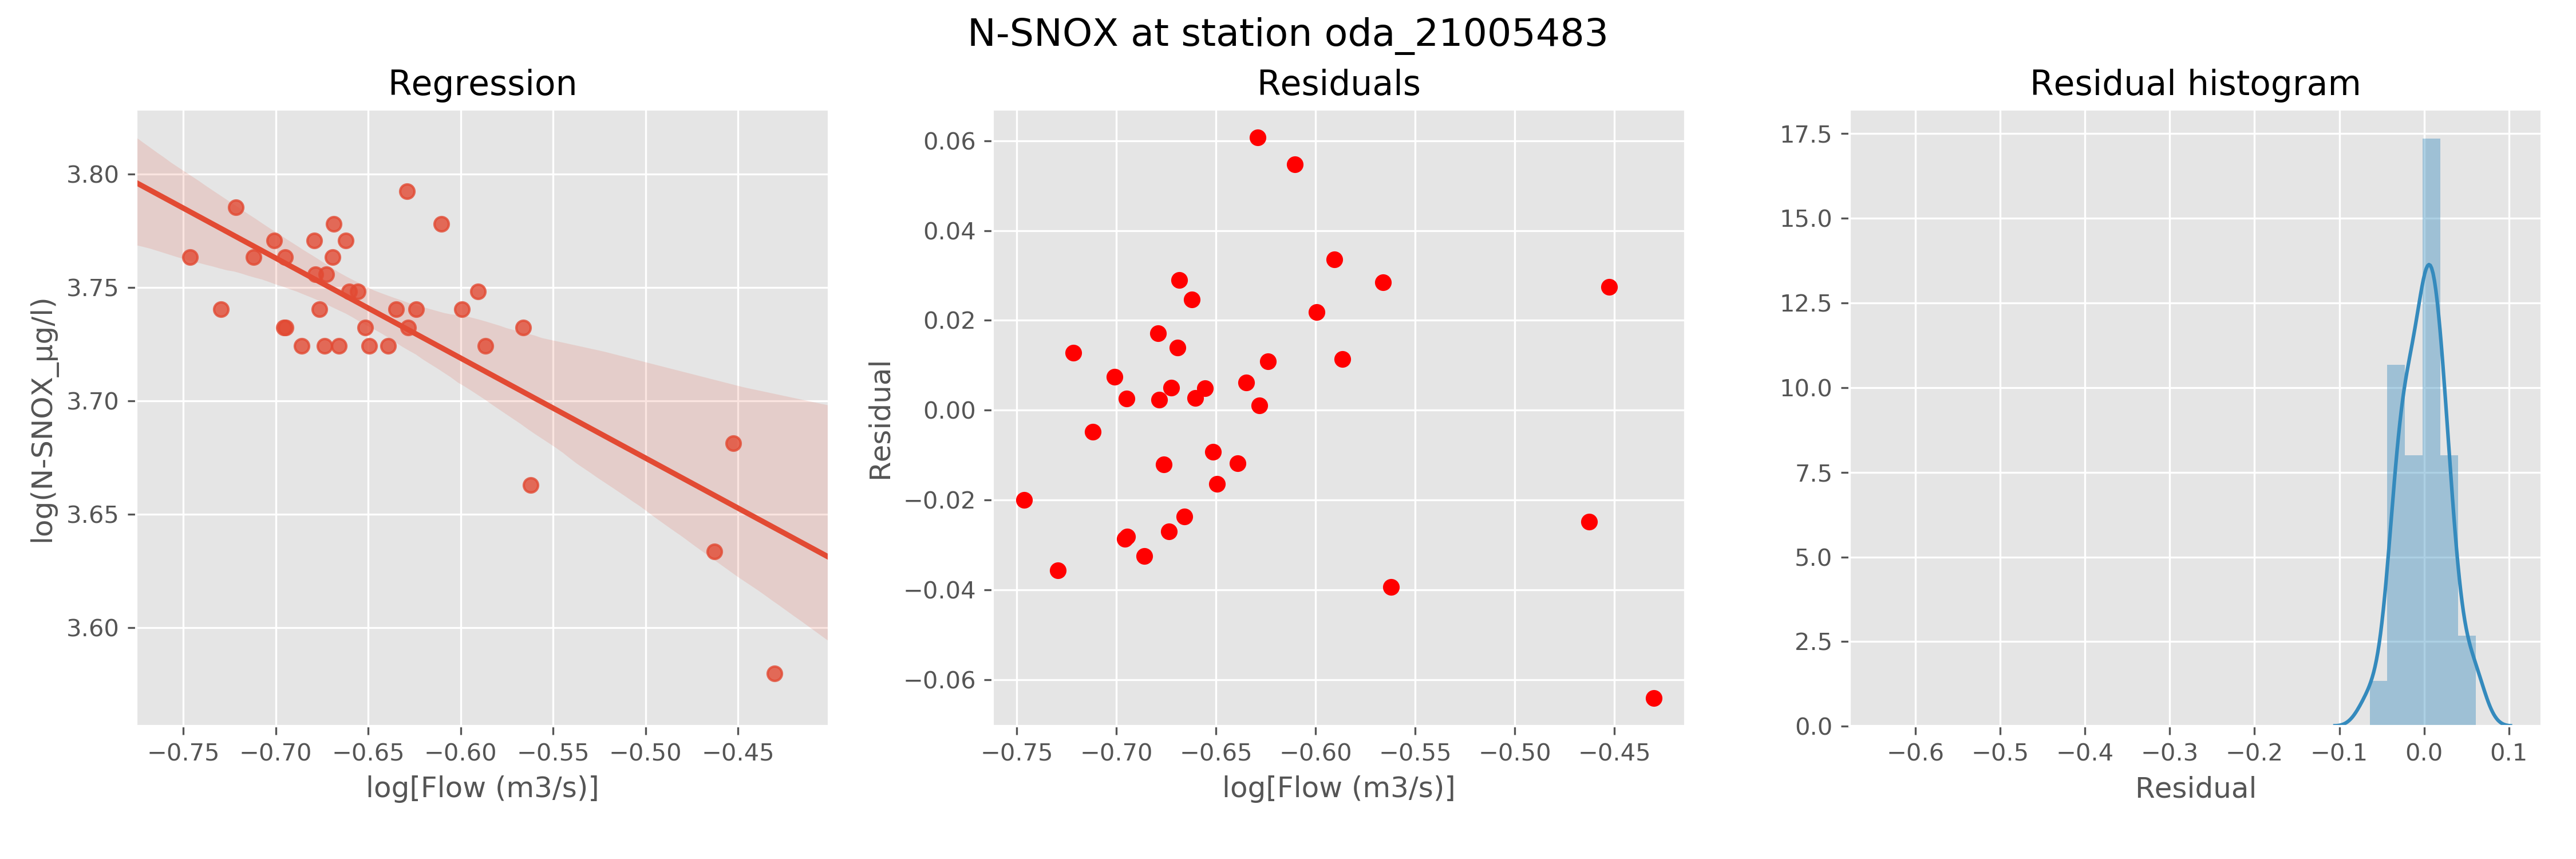 N-SNOX at station oda_21005483
Regression
Residuals
Residual histogram
3.80
3.75
3.70
3.65
3.60
log(N-SNOX_µg/l)
−0.75 −0.70 −0.65 −0.60 −0.55 −0.50 −0.45
log[Flow (m3/s)]
0.06
0.04
0.02
0.00
−0.02
−0.04
−0.06
Residual
−0.75 −0.70 −0.65 −0.60 −0.55 −0.50 −0.45
log[Flow (m3/s)]
17.5
15.0
12.5
10.0
7.5
5.0
2.5
0.0
−0.6 −0.5 −0.4 −0.3 −0.2 −0.1 0.0 0.1
Residual